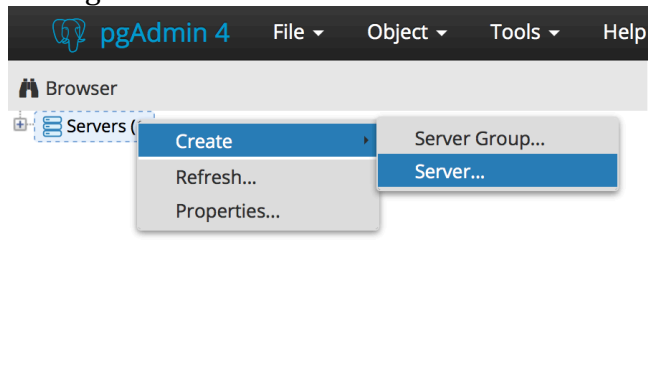 pgAdmin 4 File Object Tools Help
Browser
Servers (
Create
Refresh...
Properties...
Server Group...
Server...